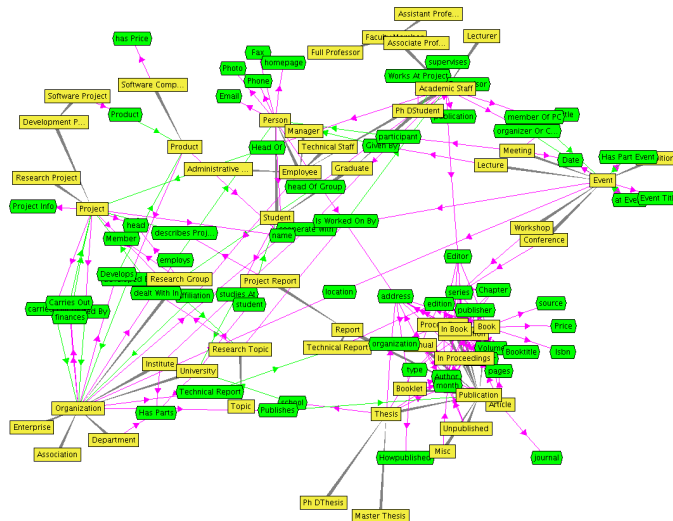 Assistant Profe...
Faculty Member
Full Professor
Associate Prof...
Lecturer
has Price
Fax
Photo
homepage
Phone
Email
supervises
Works At Project
Academic Staff
Software Comp...
Software Project
Product
Development P...
Ph DStudent
Publication
member Of PC
organizer Or C...
Person
Manager
participant
Technical Staff
Given By
Head Of
Product
Meeting
Lecture
Date
Has Part Event
Event
Event Titl
at Event
Research Project
Administrative ...
Employee
Graduate
head Of Group
Project Info
Project
Student
is Worked On By
name
head
describes Proj...
Member
employs
Workshop
Conference
Editor
Develops
Research Group
dealt With In
Project Report
studies At
student
location
address
series
Chapter
edition
publisher
source
Carries Out
finances
In Book
Book
Price
Report
Technical Report
organization
Isbn
Booktitle
In Proceedings
pages
Research Topic
Institute
University
type
Author
month
Booklet
Publication
Article
Technical Report
Organization
Has Parts
Topic
Publishes
school
Thesis
Unpublished
Enterprise
Department
Association
Misc
Howpublished
journal
Ph DThesis
Master Thesis